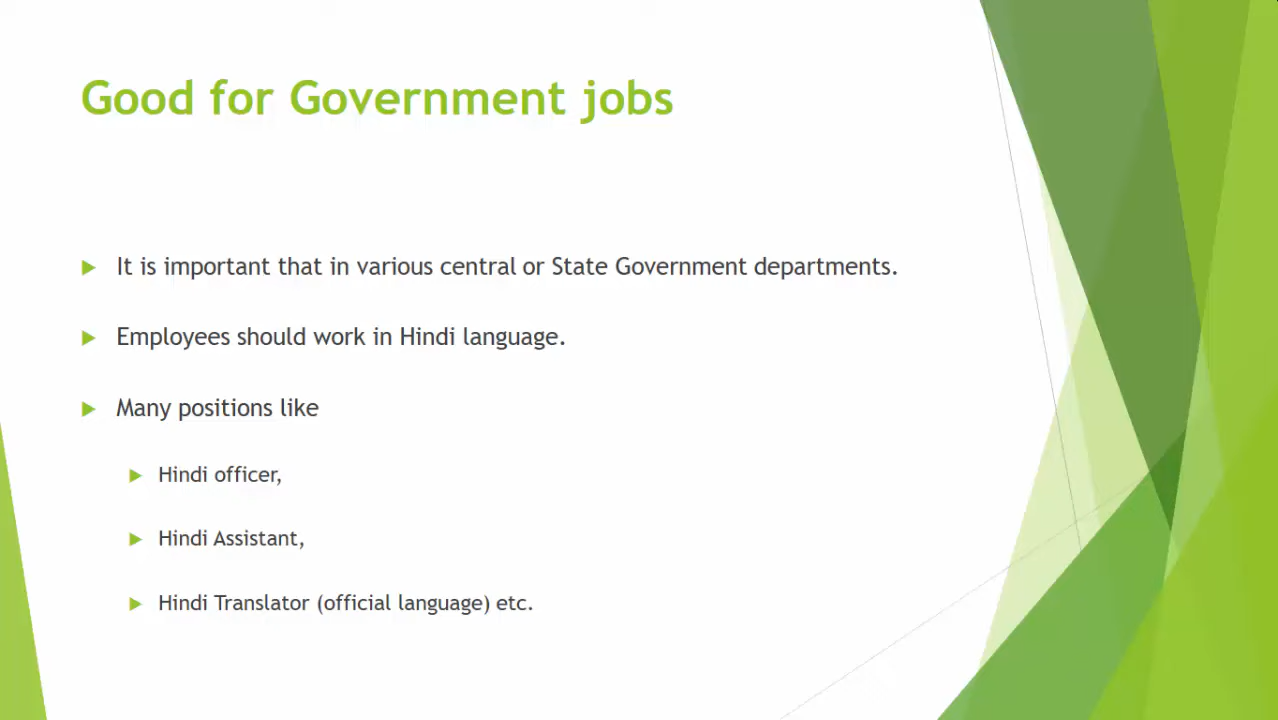 Good for Government jobs
It is important that in various central or State Government departments.
Employees should work in Hindi language.
Many positions like
Hindi officer,
Hindi Assistant,
Hindi Translator (official language) etc.